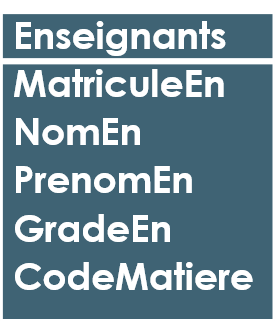 Enseignants
MatriculeEn
NomEn
PrenomEn
GradeEn
CodeMatiere